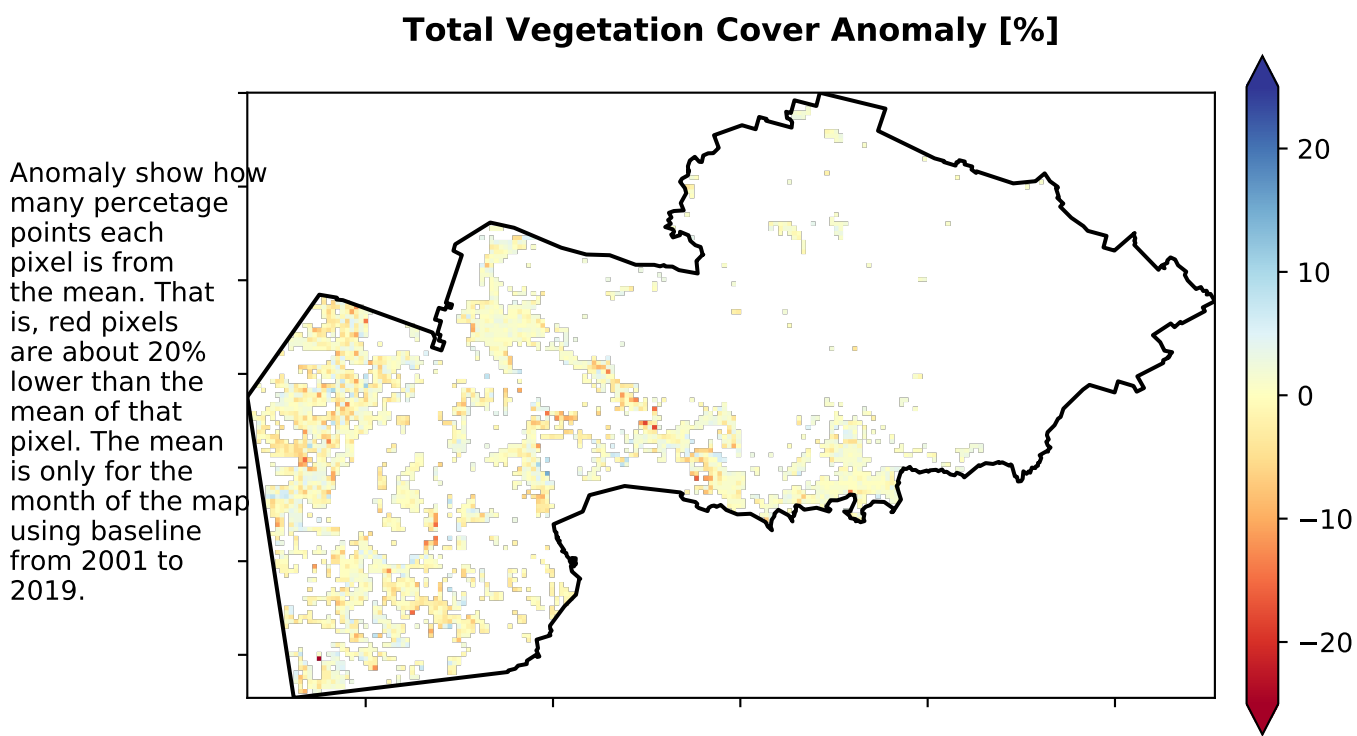 Total Vegetation Cover Anomaly [%]
Anomaly show how
many percetage
points each
pixel is from
the mean. That
is, red pixels
are about 20%
lower than the
mean of that
pixel. The mean
is only for the
month of the map
using baseline
from 2001 to
2019.
20
10
0
−10
−20